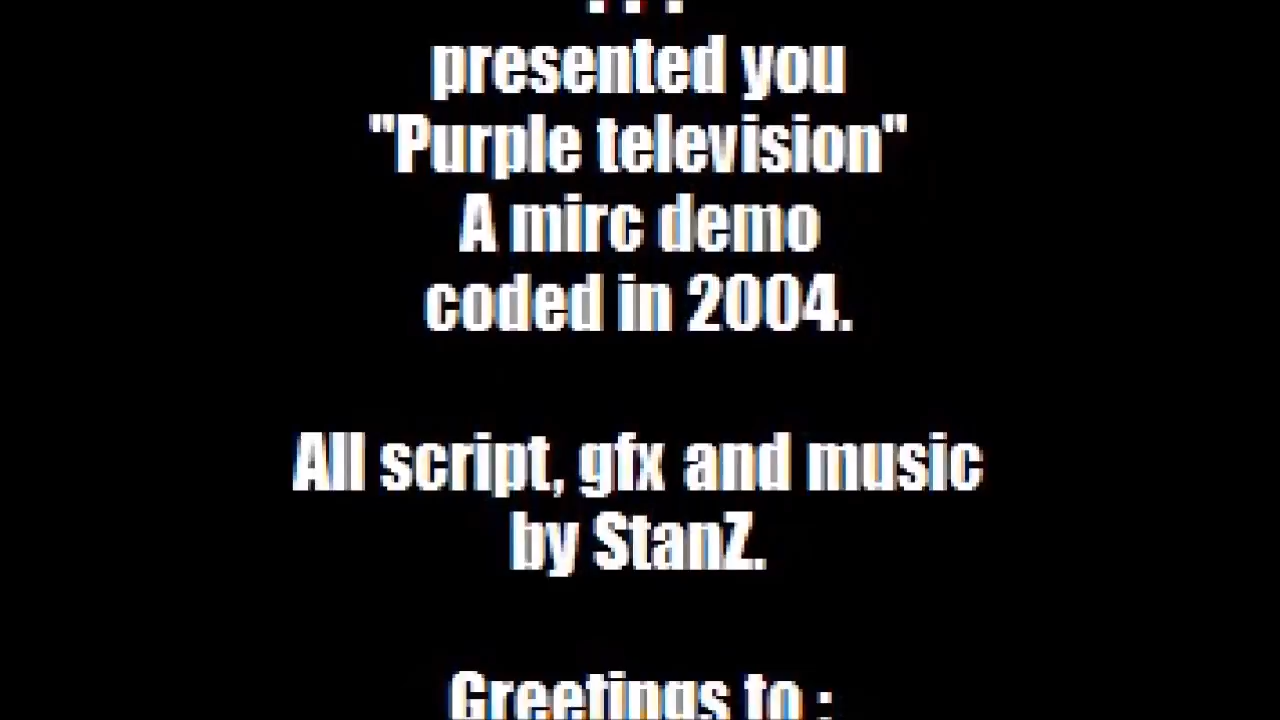 presented you
"Purple television"
A mirc demo
coded in 2004.
All script, gfx and music
by StanZ.
Greetings to :